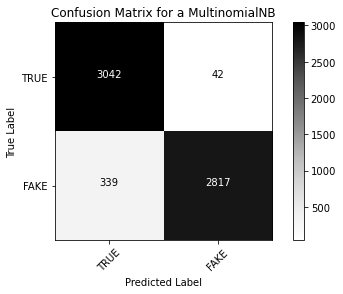 Confusion Matrix for a MultinomialNB
TRUE
FAKE
True Label
3042
42
339
2817
TRUE
FAKE
Predicted Label
3000
2500
2000
1500
1000
500